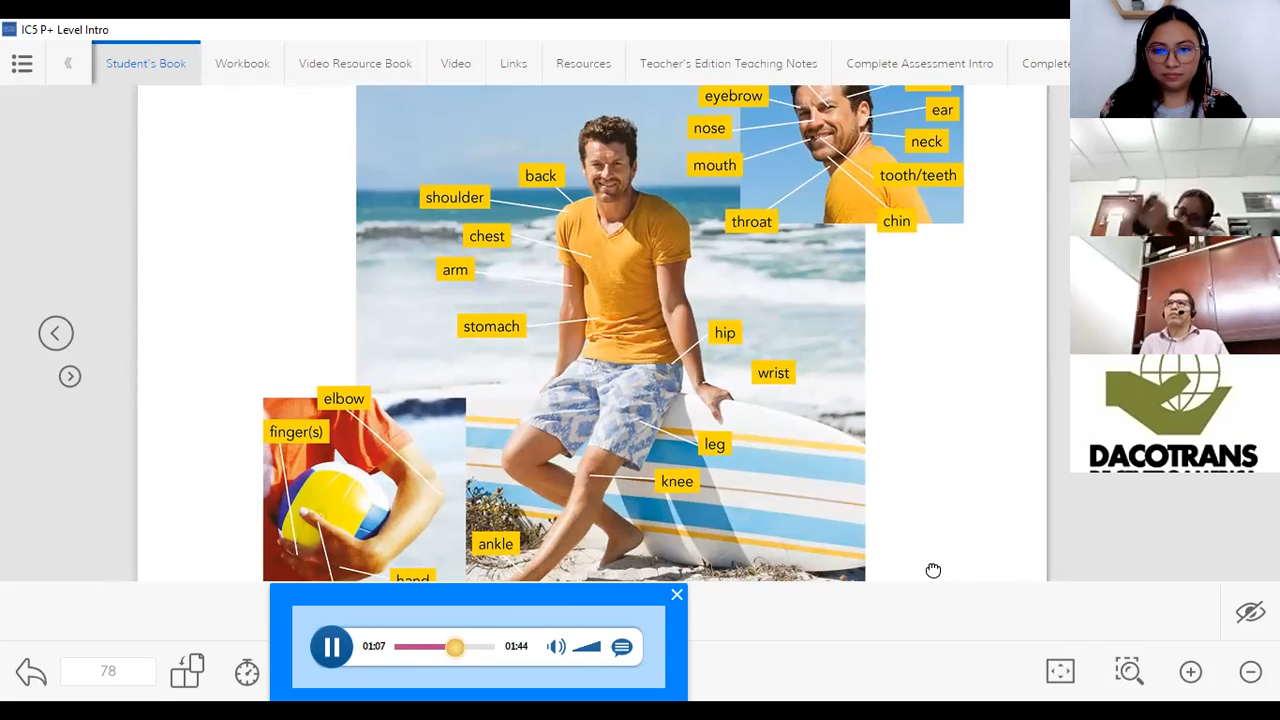 IC5 P+ Level Intro
Student's Book
Workbook
Video Resource Book
Video
Links
Resources
Teacher's Edition Teaching Notes
Complete Assessment Intro
Complete
eyebrow
ear
nose
neck
mouth
tooth/teeth
throat
chin
back
shoulder
chest
arm
stomach
hip
wrist
leg
knee
elbow
finger(s)
ankle
hand
DACOTRANS
01:07
01:44
78